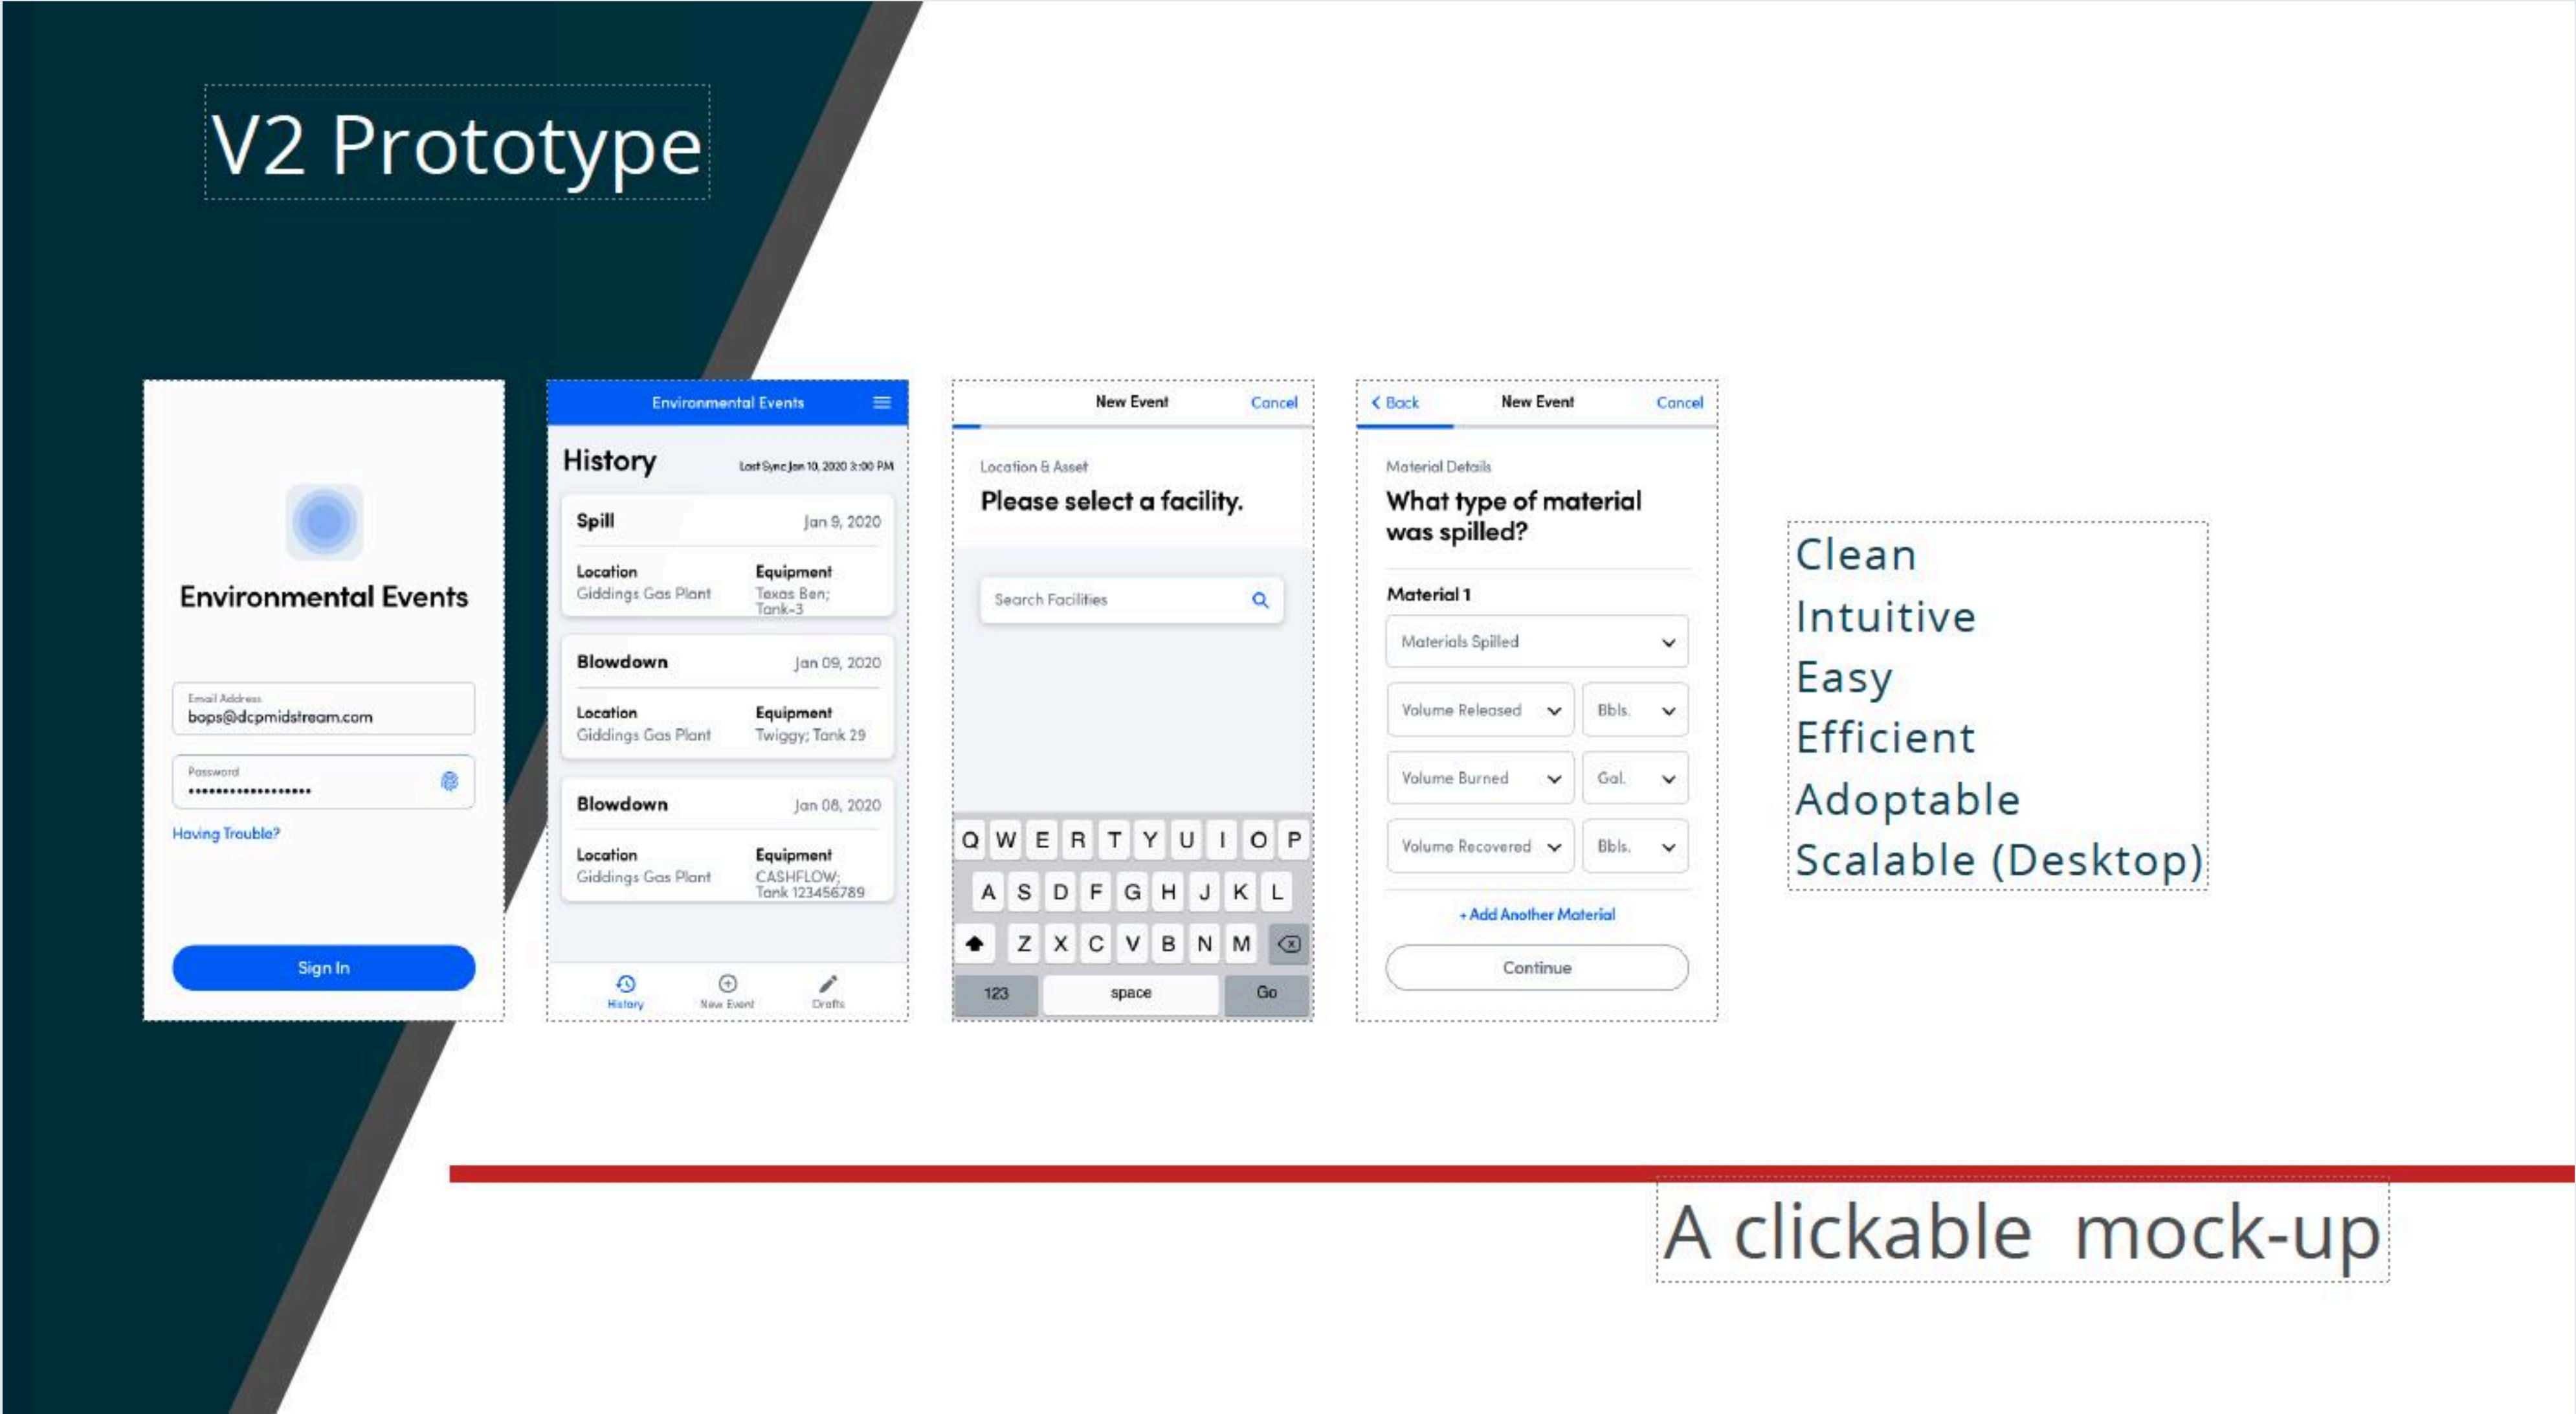 V2 Prototype
Environmental Events
Email Address
bops@dcpmidstream.com
Password
••••••••••••••••••
Having Trouble?
Sign In
Environmental Events
History
Last Sync Jan 10, 2020 3:00 PM
Spill
Jan 9, 2020
Location
Giddings Gas Plant
Equipment
Texas Ben;
Tank-3
Blowdown
Jan 09, 2020
Location
Giddings Gas Plant
Equipment
Twiggy; Tank 29
Blowdown
Jan 08, 2020
Location
Giddings Gas Plant
Equipment
CASHFLOW;
Tank 123456789
History
New Event
Drafts
New Event
Cancel
Location & Asset
Please select a facility.
Search Facilities
Q W E R T Y U I O P
A S D F G H J K L
Z X C V B N M
123 space Go
< Back
New Event
Cancel
Material Details
What type of material
was spilled?
Material 1
Materials Spilled
Volume Released
Bbls.
Volume Burned
Gal.
Volume Recovered
Bbls.
+ Add Another Material
Continue
Clean
Intuitive
Easy
Efficient
Adoptable
Scalable (Desktop)
A clickable  mock-up